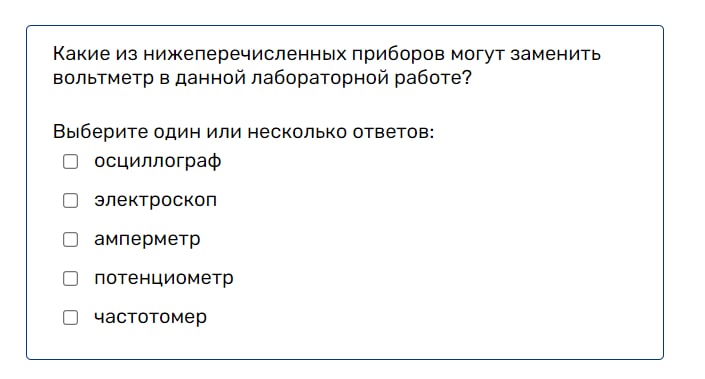 Какие из нижеперечисленных приборов могут заменить
вольтметр в данной лабораторной работе?
Выберите один или несколько ответов:
осциллограф
электроскоп
амперметр
потенциометр
частотомер